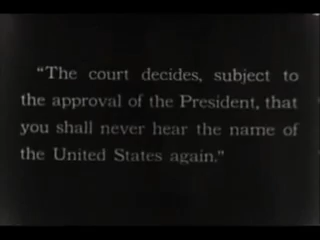 “The court decides, subject to
the approval of the President, that
you shall never hear the name of
the United States again.”